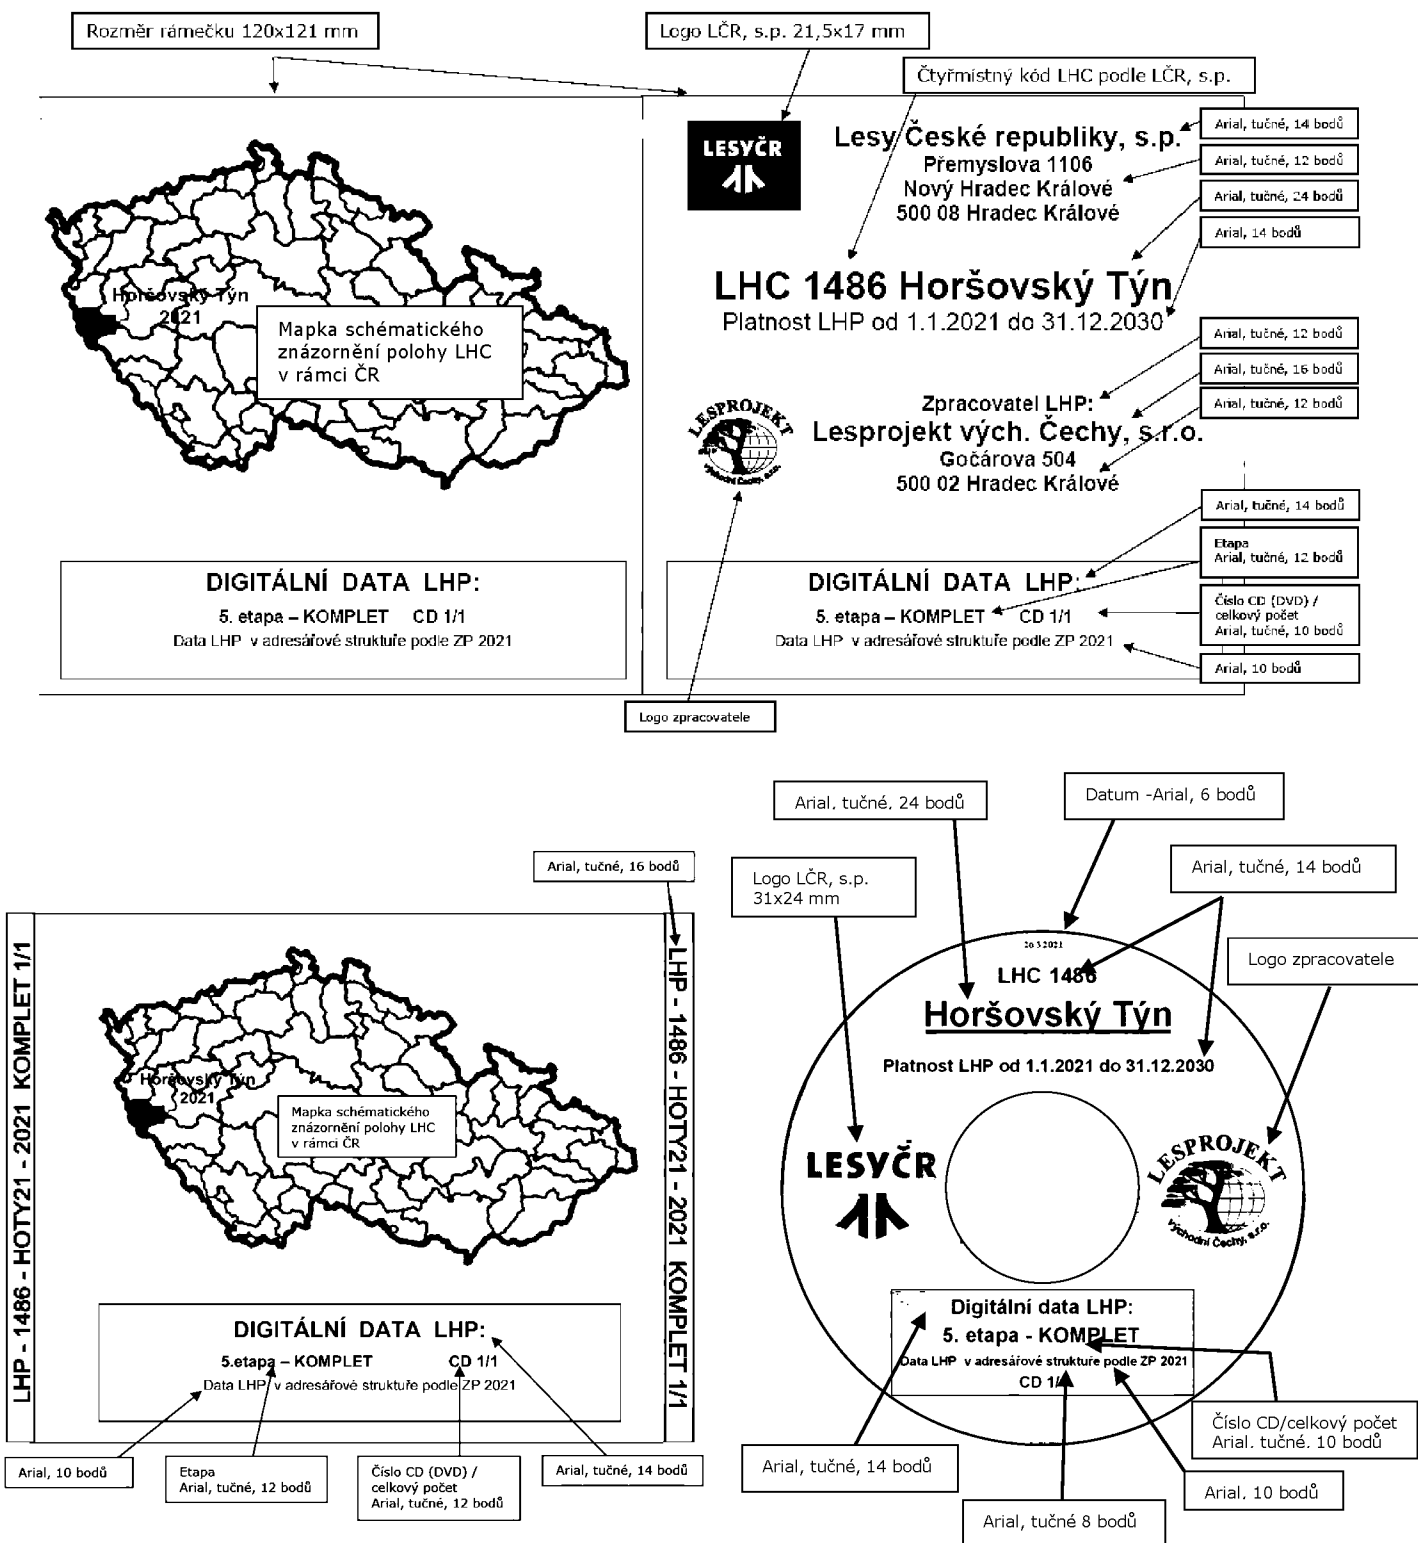 Rozměr rámečku 120x121 mm
Logo LČR, s.p. 21,5x17 mm
Čtyřmístný kód LHC podle LČR, s.p.
LESYČR
Lesy České republiky, s.p.
Přemyslova 1106
Nový Hradec Králové
500 08 Hradec Králové
Arial, tučné, 14 bodů
Arial, tučné, 12 bodů
Arial, tučné, 24 bodů
Arial, 14 bodů
Horšovský Týn
2021
Mapka schématického
znázornění polohy LHC
v rámci ČR
LHC 1486 Horšovský Týn
Platnost LHP od 1.1.2021 do 31.12.2030
Arial, tučné, 12 bodů
Arial, tučné, 16 bodů
Arial, tučné, 12 bodů
LESPROJEKT
východní Čechy, s.r.o.
Zpracovatel LHP:
Lesprojekt vých. Čechy, s.r.o.
Gočárova 504
500 02 Hradec Králové
Arial, tučné, 14 bodů
Etapa
Arial, tučné, 12 bodů
Číslo CD (DVD) /
celkový počet
Arial, tučné, 10 bodů
Arial, 10 bodů
DIGITÁLNÍ DATA LHP:
5. etapa – KOMPLET CD 1/1
Data LHP v adresářové struktuře podle ZP 2021
DIGITÁLNÍ DATA LHP:
5. etapa – KOMPLET CD 1/1
Data LHP v adresářové struktuře podle ZP 2021
Logo zpracovatele
Arial, tučné, 16 bodů
LHP - 1486 - HOTY21 - 2021 KOMPLET 1/1
Horšovský Týn
2021
Mapka schématického
znázornění polohy LHC
v rámci ČR
LHP - 1486 - HOTY21 - 2021 KOMPLET 1/1
DIGITÁLNÍ DATA LHP:
5.etapa – KOMPLET CD 1/1
Data LHP v adresářové struktuře podle ZP 2021
Arial, 10 bodů
Etapa
Arial, tučné, 12 bodů
Číslo CD (DVD) /
celkový počet
Arial, tučné, 12 bodů
Arial, tučné, 14 bodů
Arial, tučné, 24 bodů
Datum -Arial, 6 bodů
Logo LČR, s.p.
31x24 mm
Arial, tučné, 14 bodů
Logo zpracovatele
26.3.2021
LHC 1486
Horšovský Týn
Platnost LHP od 1.1.2021 do 31.12.2030
LESYČR
LESPROJEKT
východní Čechy, s.r.o.
Digitální data LHP:
5. etapa - KOMPLET
Data LHP v adresářové struktuře podle ZP 2021
CD 1/
Číslo CD/celkový počet
Arial, tučné, 10 bodů
Arial, tučné, 14 bodů
Arial, 10 bodů
Arial, tučné 8 bodů